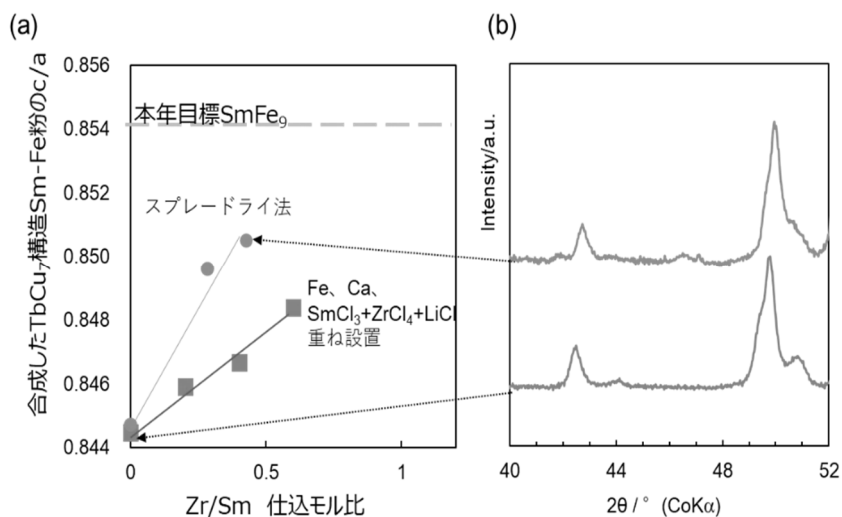 (a)
(b)
合成したTbCu7構造Sm-Fe粉のc/a
0.856
0.854
0.852
0.850
0.848
0.846
0.844
本年目標SmFe9
スプレードライ法
Fe、Ca、
SmCl3+ZrCl4+LiCl
重ね設置
0
0.5
1
Zr/Sm 仕込モル比
Intensity/a.u.
40
44
48
52
2θ / ° (CoKα)